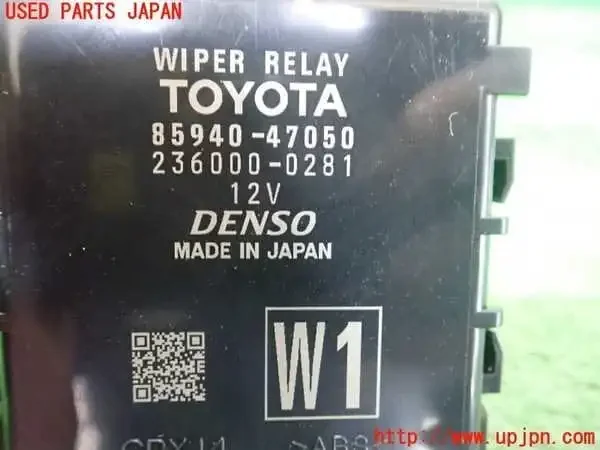 USED PARTS JAPAN
WIPER RELAY
TOYOTA
85940-47050
236000-0281
12V
DENSO
MADE IN JAPAN
W1
>ABS
http://www.upjpn.com/